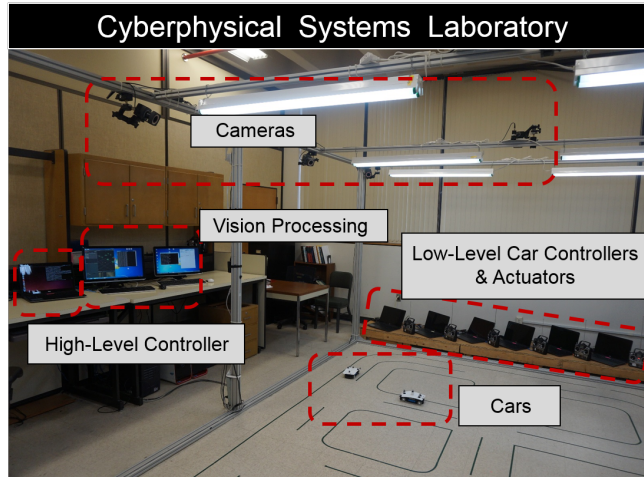 Cyberphysical Systems Laboratory
Cameras
Vision Processing
Low-Level Car Controllers
& Actuators
High-Level Controller
Cars